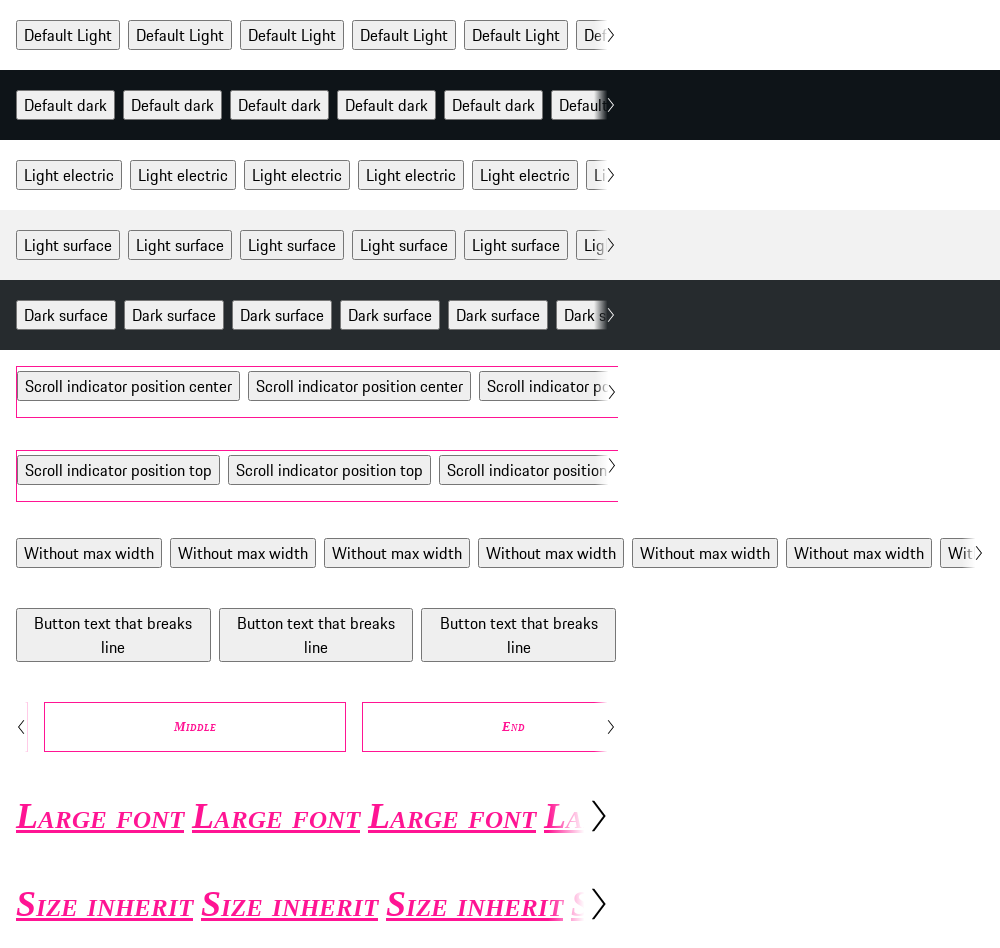 Default Light Default Light Default Light Default Light Default Light Def
Default dark Default dark Default dark Default dark Default dark Default
Light electric Light electric Light electric Light electric Light electric Li
Light surface Light surface Light surface Light surface Light surface Lig
Dark surface Dark surface Dark surface Dark surface Dark surface Dark s
Scroll indicator position center Scroll indicator position center Scroll indicator po
Scroll indicator position top Scroll indicator position top Scroll indicator position
Without max width Without max width Without max width Without max width Without max width Without max width Wit
Button text that breaks Button text that breaks Button text that breaks
line line line
Middle End
Large font Large font Large font La
Size inherit Size inherit Size inherit S